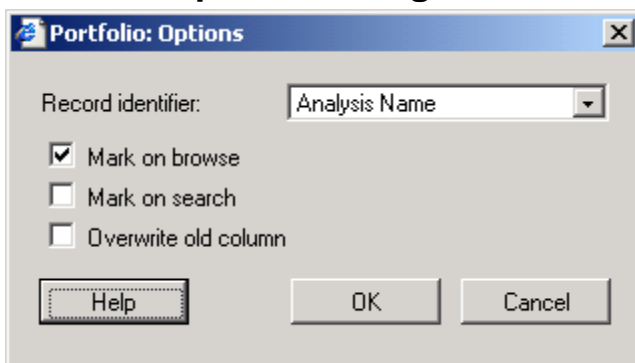 Portfolio: Options
Record identifier: Analysis Name
Mark on browse
Mark on search
Overwrite old column
Help OK Cancel